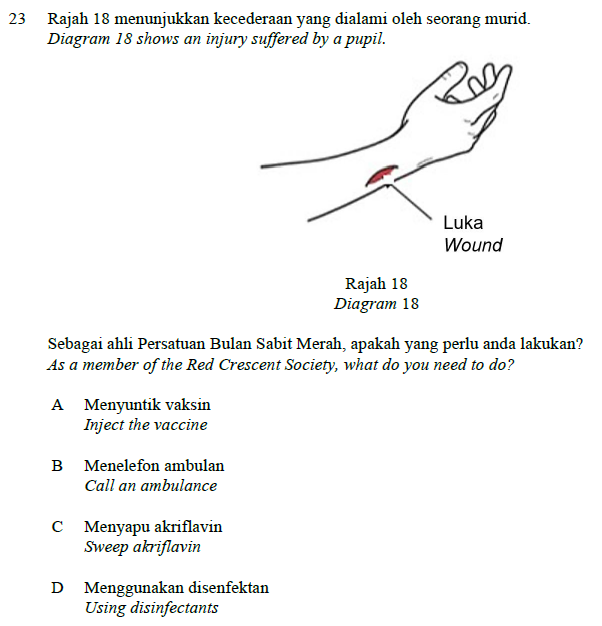 23 Rajah 18 menunjukkan kecederaan yang dialami oleh seorang murid.
Diagram 18 shows an injury suffered by a pupil.
Luka
Wound
Rajah 18
Diagram 18
Sebagai ahli Persatuan Bulan Sabit Merah, apakah yang perlu anda lakukan?
As a member of the Red Crescent Society, what do you need to do?
A Menyuntik vaksin
Inject the vaccine
B Menelefon ambulan
Call an ambulance
C Menyapu akriflavin
Sweep akriflavin
D Menggunakan disenfektan
Using disinfectants